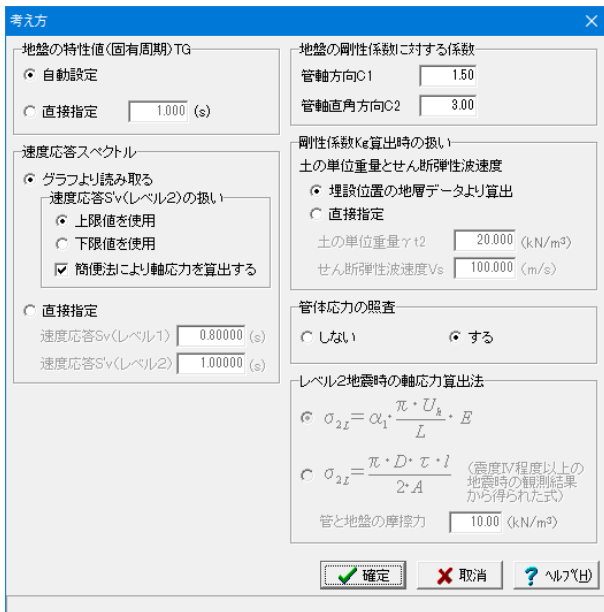 考え方
地盤の特性値(固有周期)TG
自動設定
直接指定 1.000 (s)
速度応答スペクトル
グラフより読み取る
速度応答S'v(レベル2)の扱い
上限値を使用
下限値を使用
簡便法により軸応力を算出する
直接指定
速度応答Sv(レベル1) 0.80000 (s)
速度応答S'v(レベル2) 1.00000 (s)
地盤の剛性係数に対する係数
管軸方向C1 1.50
管軸直角方向C2 3.00
剛性係数Kg算出時の扱い
土の単位重量とせん断弾性波速度
埋設位置の地層データより算出
直接指定
土の単位重量γt2 20.000 (kN/m³)
せん断弾性波速度Vs 100.000 (m/s)
管体応力の照査
しない する
レベル2地震時の軸応力算出法
σ₂L=α₁・π・Uh/L・E
σ₂L=π・D・τ・l/2・A (震度Ⅳ程度以上の
地震時の観測結果
から得られた式)
管と地盤の摩擦力 10.00 (kN/m³)
確定 取消 ヘルプ(H)